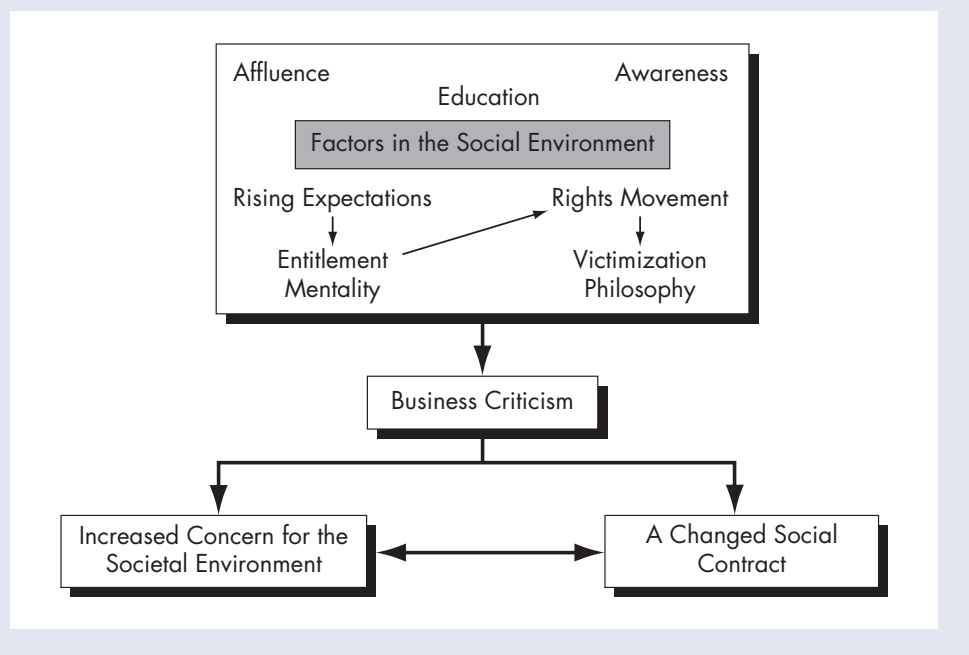 Affluence
Awareness
Education
Factors in the Social Environment
Rising Expectations
Rights Movement
Entitlement
Mentality
Victimization
Philosophy
Business Criticism
Increased Concern for the
Societal Environment
A Changed Social
Contract